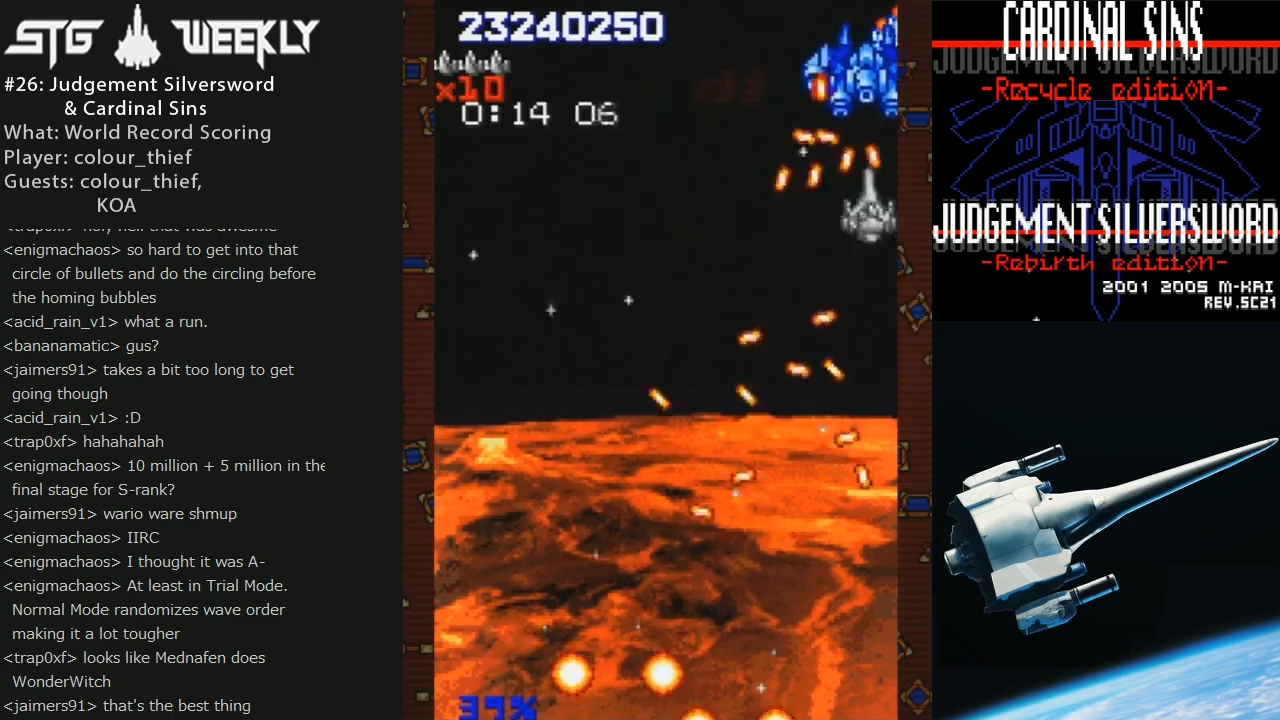 STG WEEKLY
#26: Judgement Silversword
& Cardinal Sins
What: World Record Scoring
Player: colour_thief
Guests: colour_thief,
KOA
<enigmachaos> so hard to get into that
circle of bullets and do the circling before
the homing bubbles
<acid_rain_v1> what a run.
<bananamatic> gus?
<jaimers91> takes a bit too long to get
going though
<acid_rain_v1> :D
<trap0xf> hahahahah
<enigmachaos> 10 million + 5 million in the
final stage for S-rank?
<jaimers91> wario ware shmup
<enigmachaos> IIRC
<enigmachaos> I thought it was A-
<enigmachaos> At least in Trial Mode.
Normal Mode randomizes wave order
making it a lot tougher
<trap0xf> looks like Mednafen does
WonderWitch
<jaimers91> that's the best thing
23240250
x10
0:14 06
37%
CARDINAL SINS
JUDGEMENT SILVERSWORD
-Recycle edition-
JUDGEMENT SILVERSWORD
-Rebirth edition-
2001 2005 M-KAI
REV.5C21